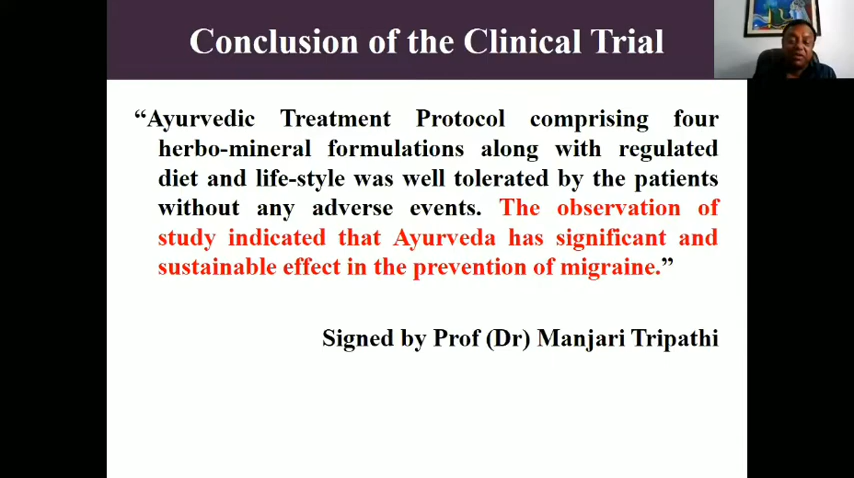 Conclusion of the Clinical Trial
“Ayurvedic Treatment Protocol comprising four
herbo-mineral formulations along with regulated
diet and life-style was well tolerated by the patients
without any adverse events. The observation of
study indicated that Ayurveda has significant and
sustainable effect in the prevention of migraine.”
Signed by Prof (Dr) Manjari Tripathi